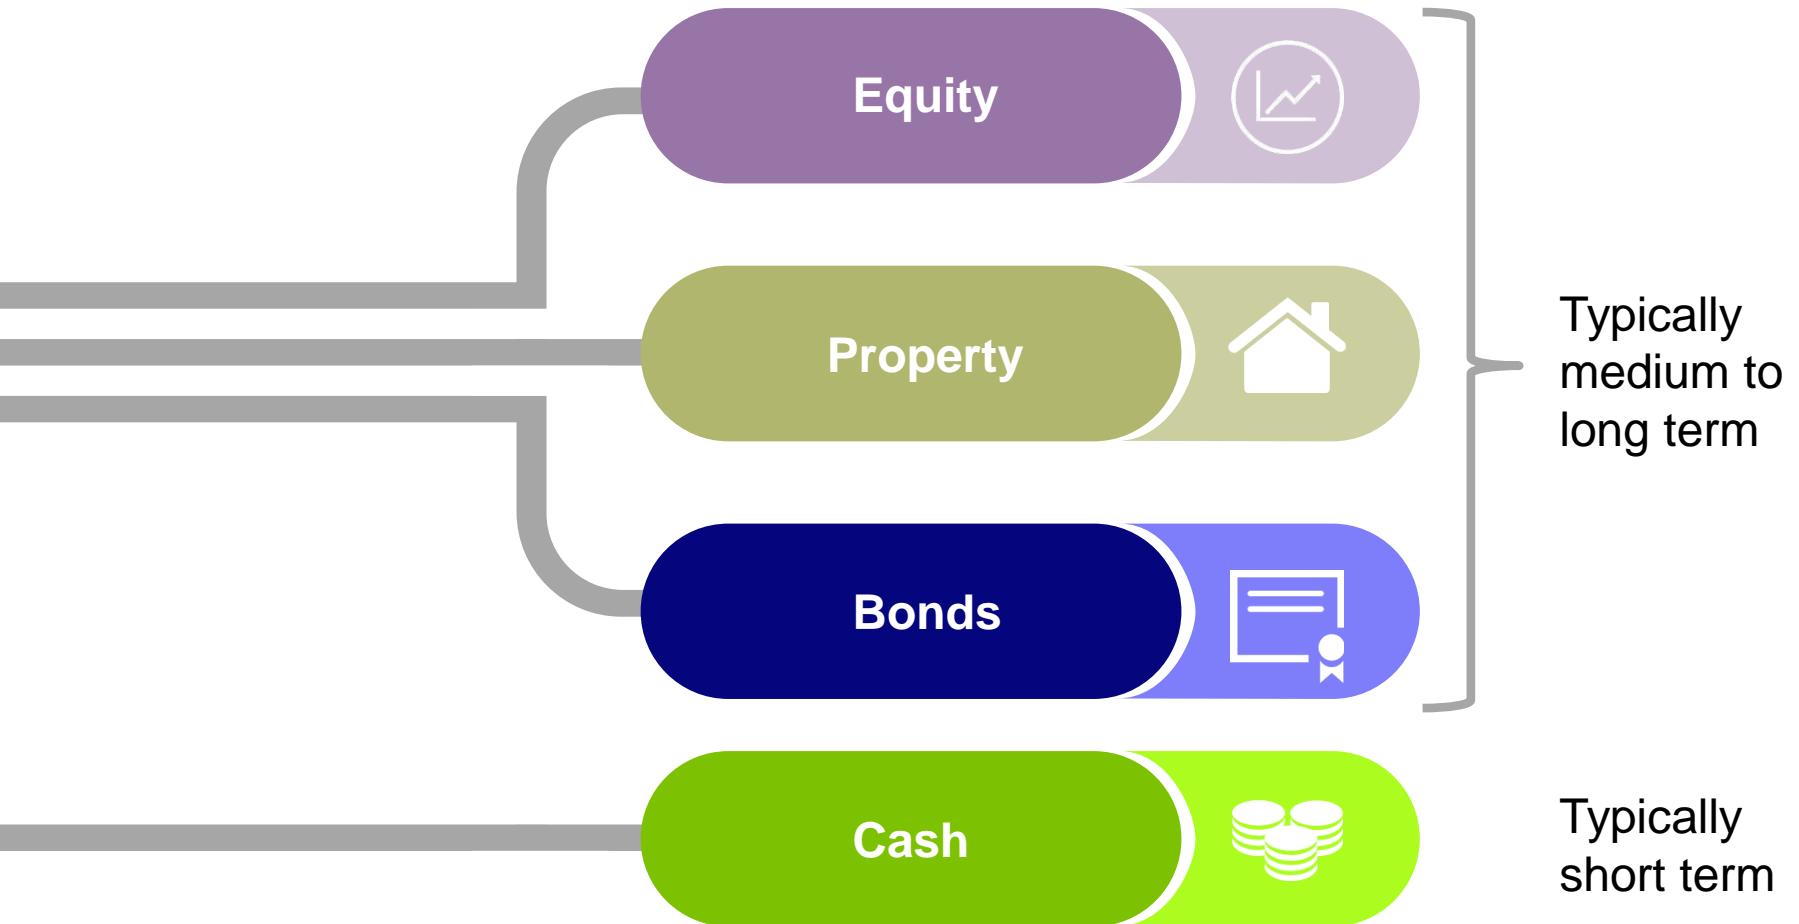 Equity
Property
Typically
medium to
long term
Bonds
Cash
Typically
short term